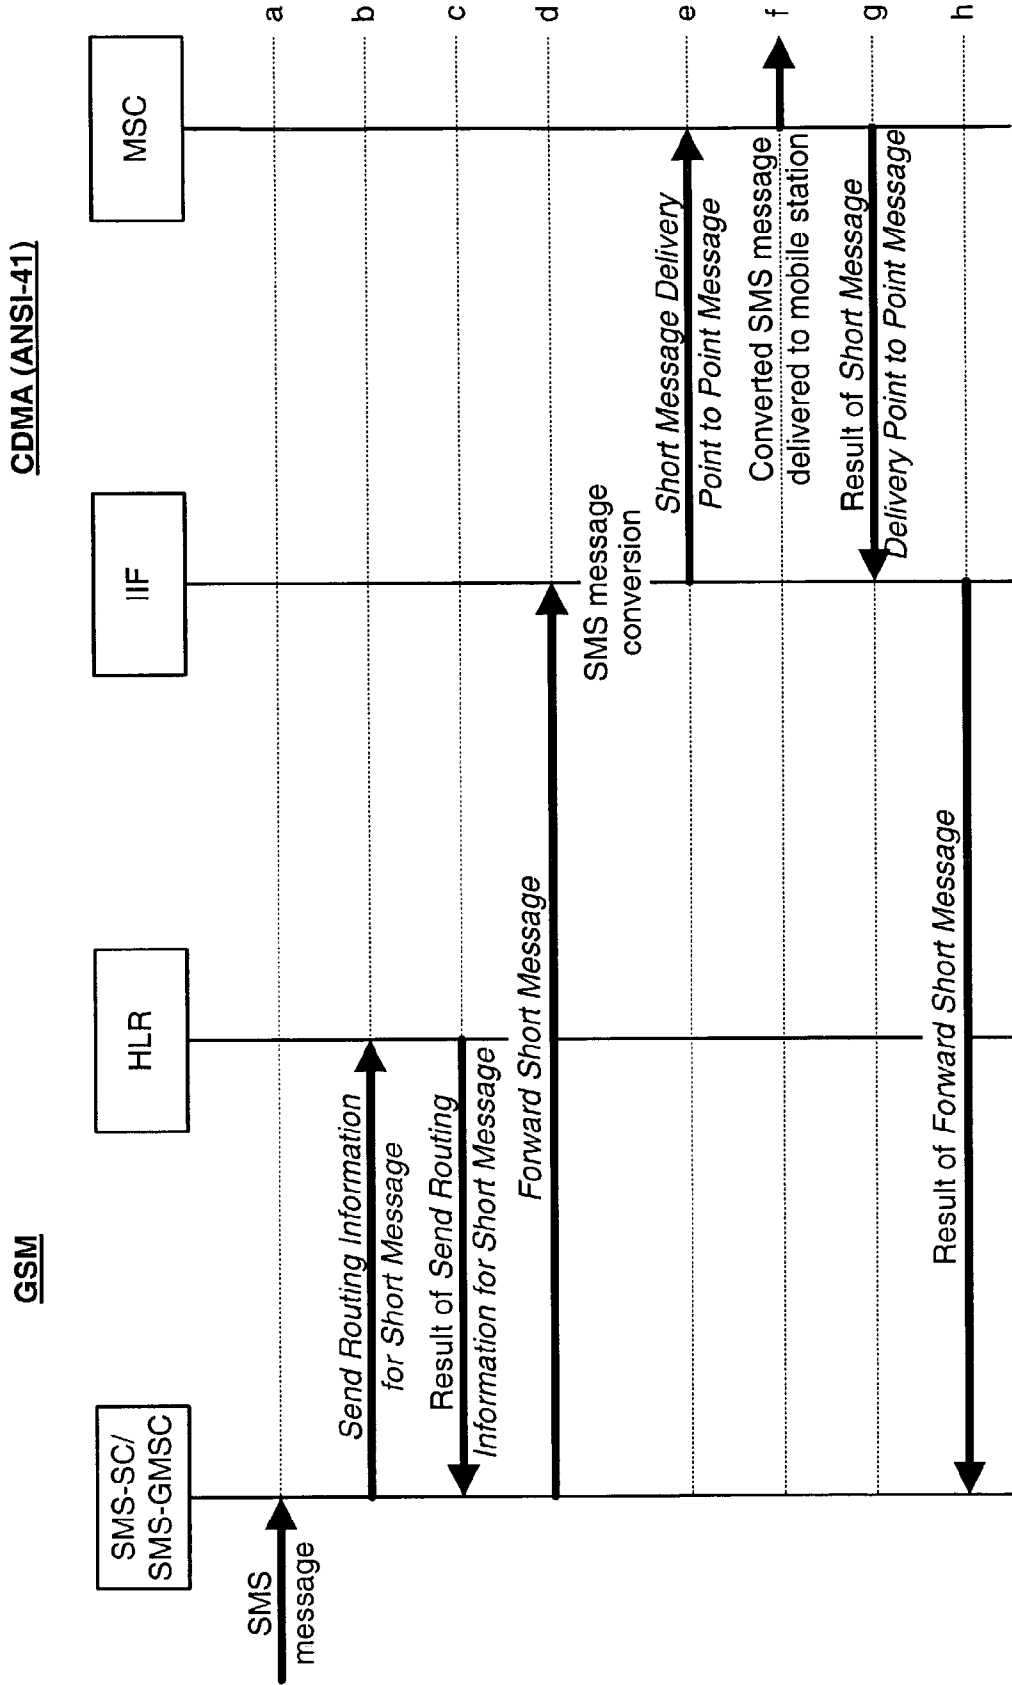 GSM
CDMA (ANSI-41)
SMS-SC/
SMS-GMSC
HLR
IIF
MSC
SMS
message
a
Send Routing Information
for Short Message
b
Result of Send Routing
Information for Short Message
c
Forward Short Message
d
SMS message
conversion
Short Message Delivery
Point to Point Message
e
Converted SMS message
delivered to mobile station
f
Result of Short Message
Delivery Point to Point Message
g
Result of Forward Short Message
h